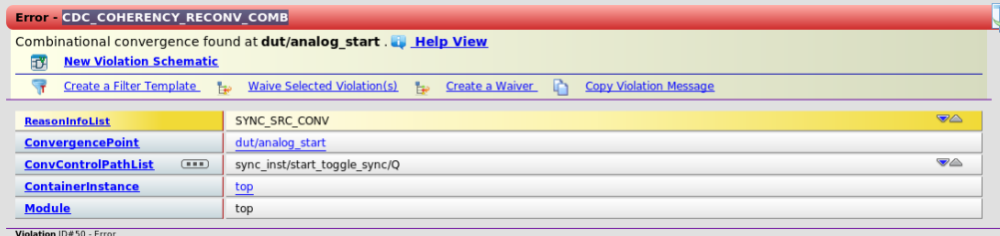 Error - CDC_COHERENCY_RECONV_COMB
Combinational convergence found at dut/analog_start . Help View
New Violation Schematic
Create a Filter Template Waive Selected Violation(s) Create a Waiver Copy Violation Message
ReasonInfoList SYNC_SRC_CONV
ConvergencePoint dut/analog_start
ConvControlPathList sync_inst/start_toggle_sync/Q
ContainerInstance top
Module top
Violation ID#50 - Error